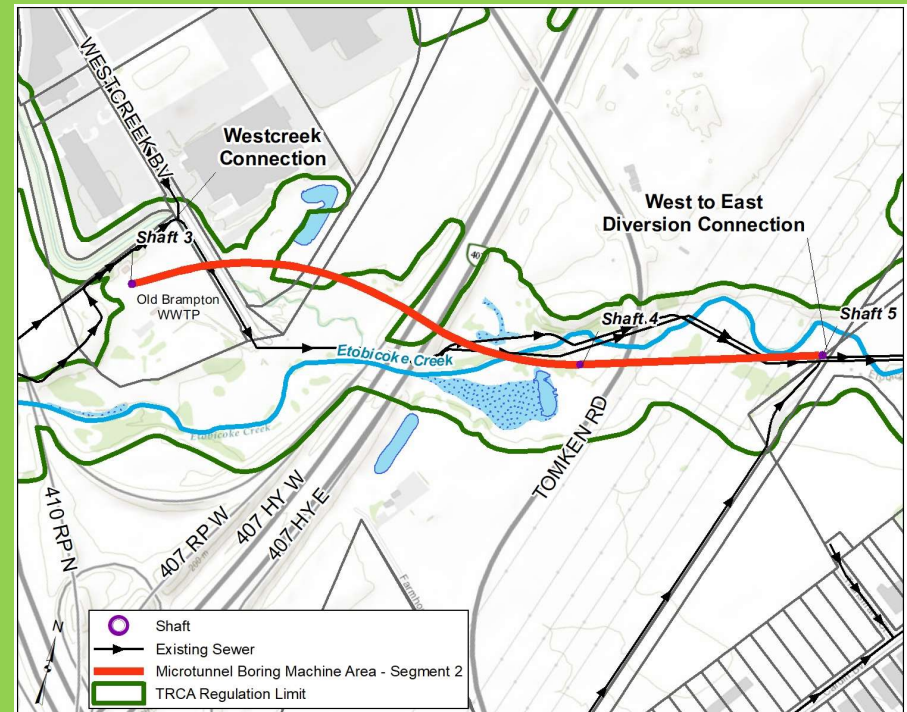 WESTCREEK BV
Westcreek
Connection
Shaft 3
Old Brampton
WWTP
407
West to East
Diversion Connection
Shaft 5
Shaft 4
Etobicoke Creek
Etobicoke Creek
TOMKEN RD
410 RP N
407 RP W
407 HY W
407 HY E
200 m
N
Shaft
Existing Sewer
Microtunnel Boring Machine Area - Segment 2
TRCA Regulation Limit